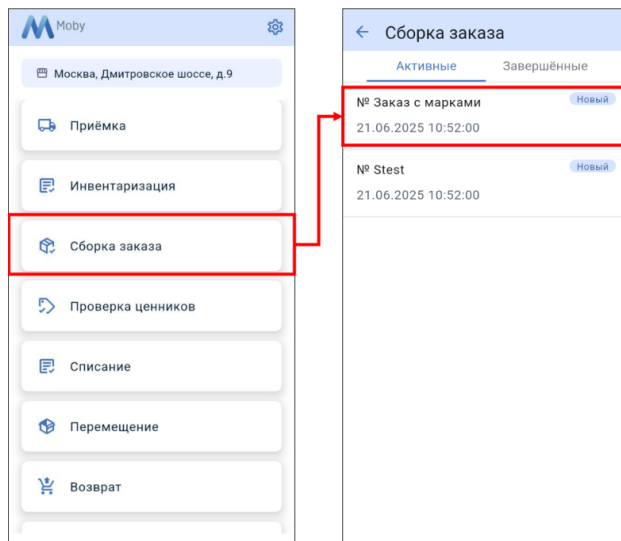 Moby
Москва, Дмитровское шоссе, д.9
Приёмка
Инвентаризация
Сборка заказа
Проверка ценников
Списание
Перемещение
Возврат
Сборка заказа
Активные Завершённые
№ Заказ с марками Новый
21.06.2025 10:52:00
№ Stest Новый
21.06.2025 10:52:00